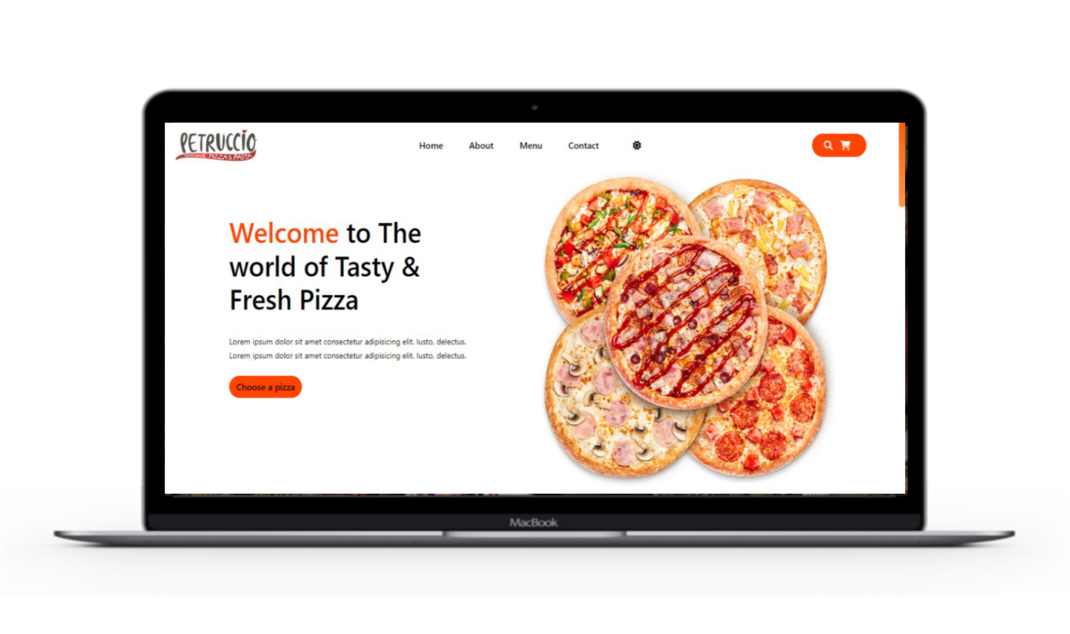 PETRUCCIO
PIZZA & PASTA
Home
About
Menu
Contact
Welcome to The
world of Tasty &
Fresh Pizza
Lorem ipsum dolor sit amet consectetur adipisicing elit. Iusto, delectus.
Lorem ipsum dolor sit amet consectetur adipisicing elit. Iusto, delectus.
Choose a pizza
MacBook